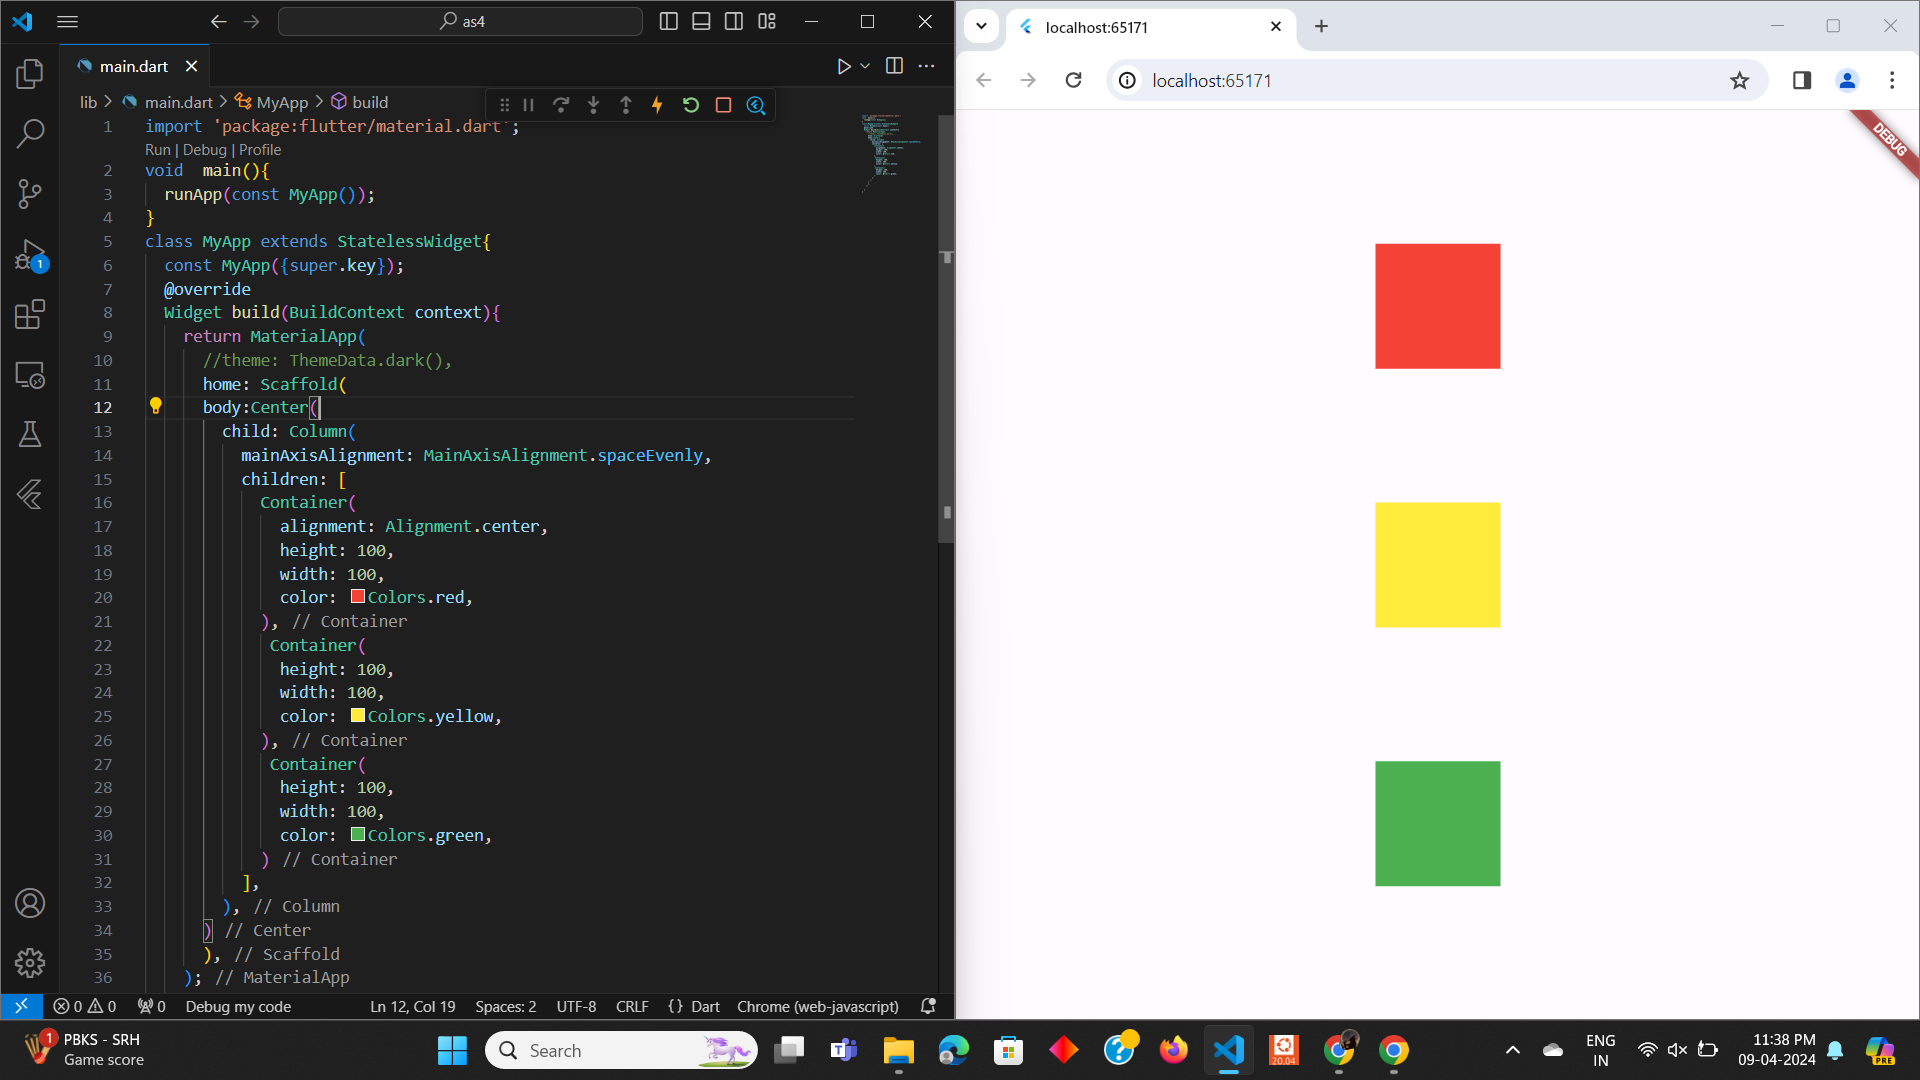 as4
main.dart
lib > main.dart > MyApp > build
1 import 'package:flutter/material.dart';
Run | Debug | Profile
2 void  main(){
3 runApp(const MyApp());
4 }
5 class MyApp extends StatelessWidget{
6 const MyApp({super.key});
7 @override
8 Widget build(BuildContext context){
9 return MaterialApp(
10 //theme: ThemeData.dark(),
11 home: Scaffold(
12 body:Center(
13 child: Column(
14 mainAxisAlignment: MainAxisAlignment.spaceEvenly,
15 children: [
16 Container(
17 alignment: Alignment.center,
18 height: 100,
19 width: 100,
20 color: Colors.red,
21 ), // Container
22 Container(
23 height: 100,
24 width: 100,
25 color: Colors.yellow,
26 ), // Container
27 Container(
28 height: 100,
29 width: 100,
30 color: Colors.green,
31 ) // Container
32 ],
33 ), // Column
34 ) // Center
35 ), // Scaffold
36 ); // MaterialApp
1
0 0 0 Debug my code Ln 12, Col 19 Spaces: 2 UTF-8 CRLF {} Dart Chrome (web-javascript)
localhost:65171
localhost:65171
DEBUG
1
PBKS - SRH
Game score
Search
20.04
ENG
IN
11:38 PM
09-04-2024
PRE